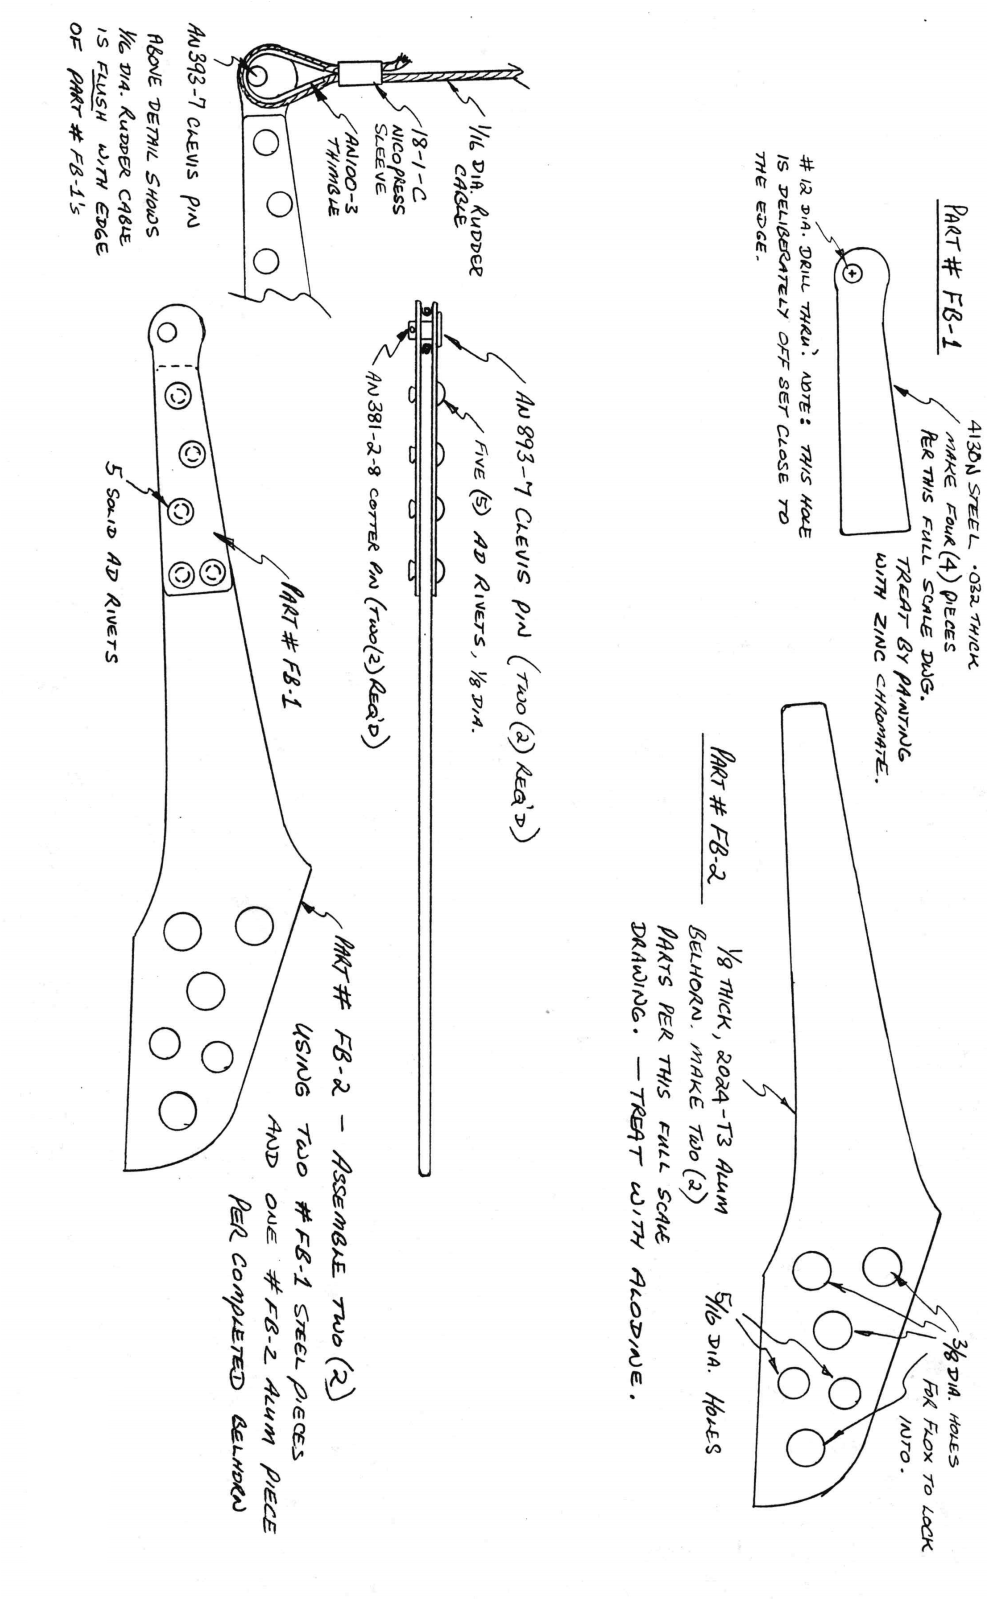 PART # FB-1
4130N STEEL .032 THICK
MAKE FOUR (4) PIECES
PER THIS FULL SCALE DWG.
TREAT BY PAINTING
WITH ZINC CHROMATE.
# 12 DIA. DRILL THRU. NOTE: THIS HOLE
IS DELIBERATELY OFF SET CLOSE TO
THE EDGE.
PART # FB-2
1/8 THICK, 2024-T3 ALUM
BELHORN. MAKE TWO (2)
PARTS PER THIS FULL SCALE
DRAWING. — TREAT WITH ALODINE.
3/8 DIA. HOLES
FOR FLOX TO LOCK
INTO.
5/16 DIA. HOLES
1/16 DIA. RUDDER
CABLE
18-1-C
NICOPRESS
SLEEVE
AN100-3
THIMBLE
AN393-7 CLEVIS PIN
ABOVE DETAIL SHOWS
1/16 DIA. RUDDER CABLE
IS FLUSH WITH EDGE
OF PART # FB-1'S
AN893-7 CLEVIS PIN (TWO (2) REQ'D)
FIVE (5) AD RIVETS, 1/8 DIA.
AN381-2-8 COTTER PIN (TWO (2) REQ'D)
PART # FB-1
5 SOLID AD RIVETS
PART # FB-2 — ASSEMBLE TWO (2)
USING TWO # FB-1 STEEL PIECES
AND ONE # FB-2 ALUM PIECE
PER COMPLETED BELHORN